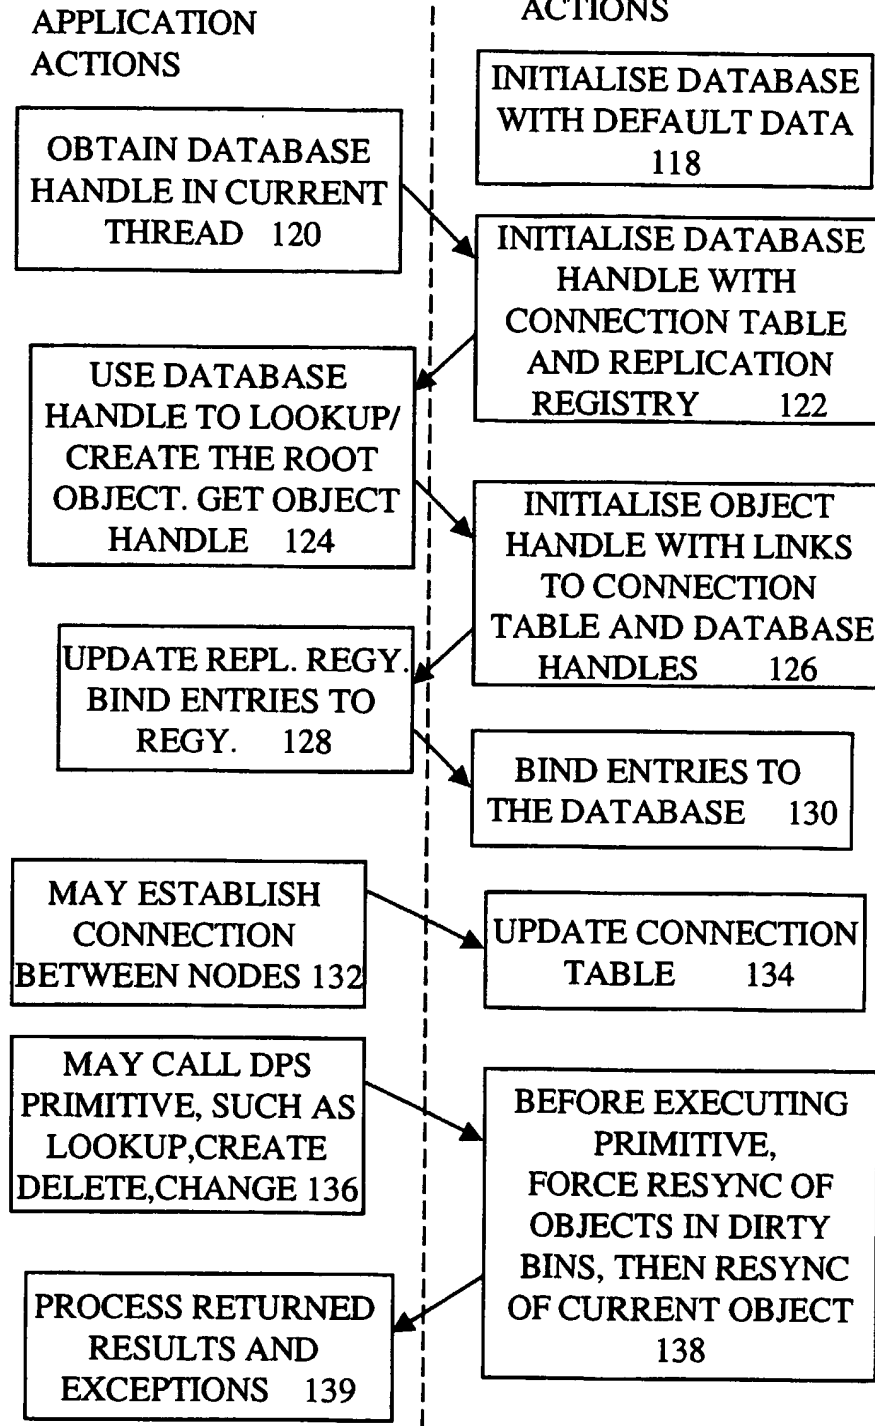 APPLICATION
ACTIONS
ACTIONS
INITIALISE DATABASE
WITH DEFAULT DATA
118
OBTAIN DATABASE
HANDLE IN CURRENT
THREAD 120
INITIALISE DATABASE
HANDLE WITH
CONNECTION TABLE
AND REPLICATION
REGISTRY 122
USE DATABASE
HANDLE TO LOOKUP/
CREATE THE ROOT
OBJECT. GET OBJECT
HANDLE 124
INITIALISE OBJECT
HANDLE WITH LINKS
TO CONNECTION
TABLE AND DATABASE
HANDLES 126
UPDATE REPL. REGY.
BIND ENTRIES TO
REGY. 128
BIND ENTRIES TO
THE DATABASE 130
MAY ESTABLISH
CONNECTION
BETWEEN NODES 132
UPDATE CONNECTION
TABLE 134
MAY CALL DPS
PRIMITIVE, SUCH AS
LOOKUP,CREATE
DELETE,CHANGE 136
BEFORE EXECUTING
PRIMITIVE,
FORCE RESYNC OF
OBJECTS IN DIRTY
BINS, THEN RESYNC
OF CURRENT OBJECT
138
PROCESS RETURNED
RESULTS AND
EXCEPTIONS 139